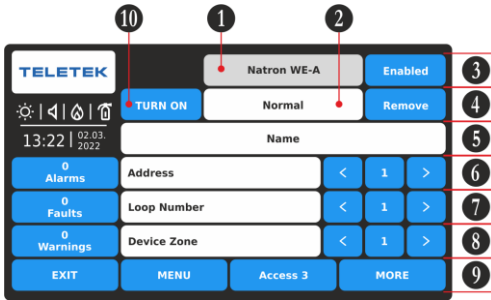 10 1 2
TELETEK Natron WE-A Enabled 3
TURN ON Normal Remove 4
13:22 02.03. 2022 Name 5
0 Alarms Address < 1 > 6
0 Faults Loop Number < 1 > 7
0 Warnings Device Zone < 1 > 8
EXIT MENU Access 3 MORE 9